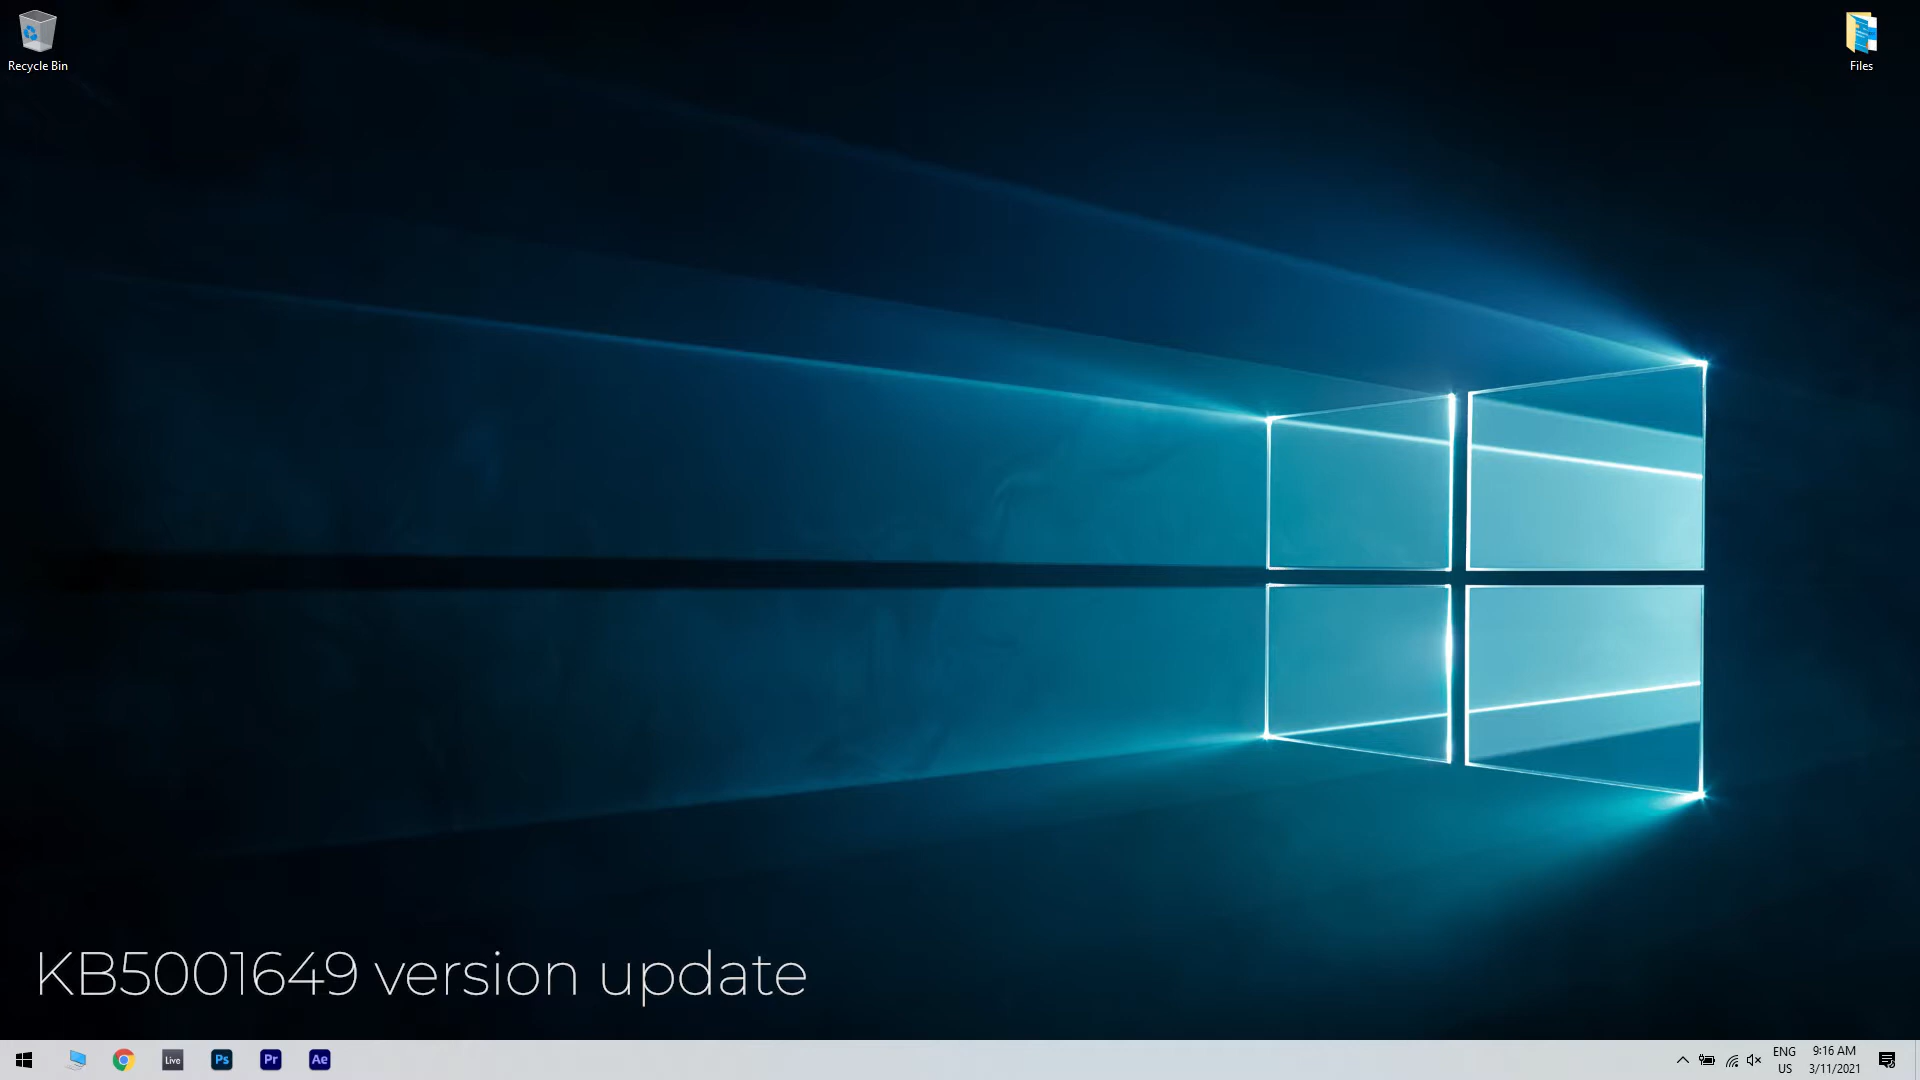 Recycle Bin
Files
KB5001649 version update
Live
Ps
Pr
Ae
ENG
US
9:16 AM
3/11/2021